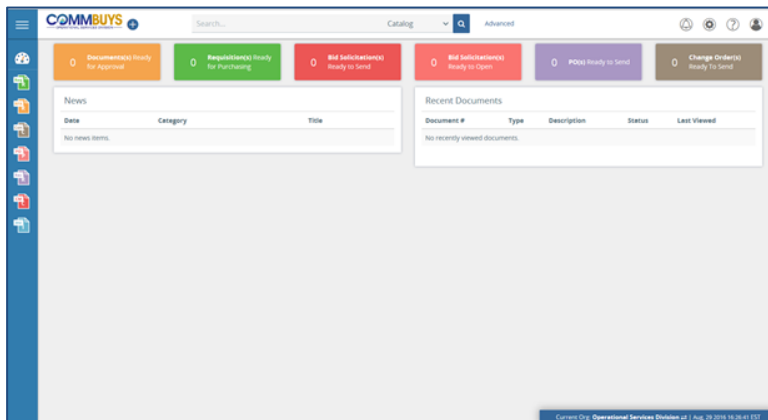 COMMBUYS
OPERATIONAL SERVICES DIVISION
Search...
Catalog
Advanced
0 Documents(s) Ready for Approval
0 Requisition(s) Ready for Purchasing
0 Bid Solicitation(s) Ready to Send
0 Bid Solicitation(s) Ready to Open
0 PO(s) Ready to Send
0 Change Order(s) Ready To Send
News
Date Category Title
No news items.
Recent Documents
Document # Type Description Status Last Viewed
No recently viewed documents.
Current Org: Operational Services Division | Aug, 29 2016 16:26:41 EST